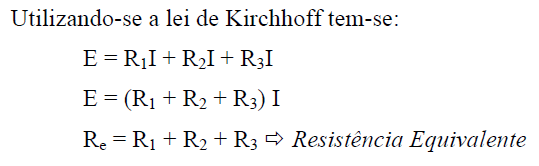 Utilizando-se a lei de Kirchhoff tem-se:
E = R₁I + R₂I + R₃I
E = (R₁ + R₂ + R₃) I
Rₑ = R₁ + R₂ + R₃ ⇨ Resistência Equivalente